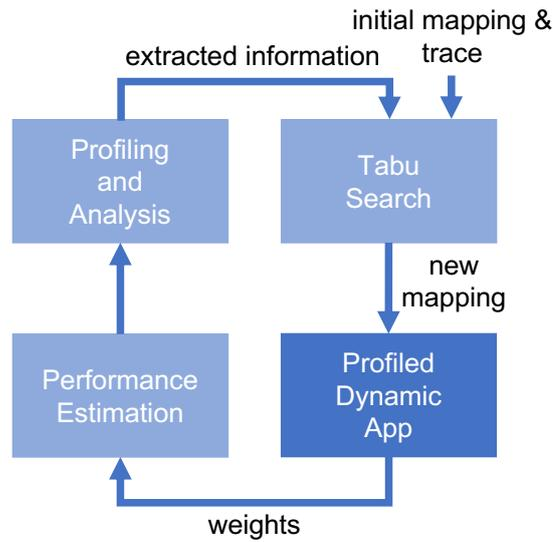 initial mapping &
trace
extracted information
Profiling
and
Analysis
Tabu
Search
new
mapping
Performance
Estimation
Profiled
Dynamic
App
weights